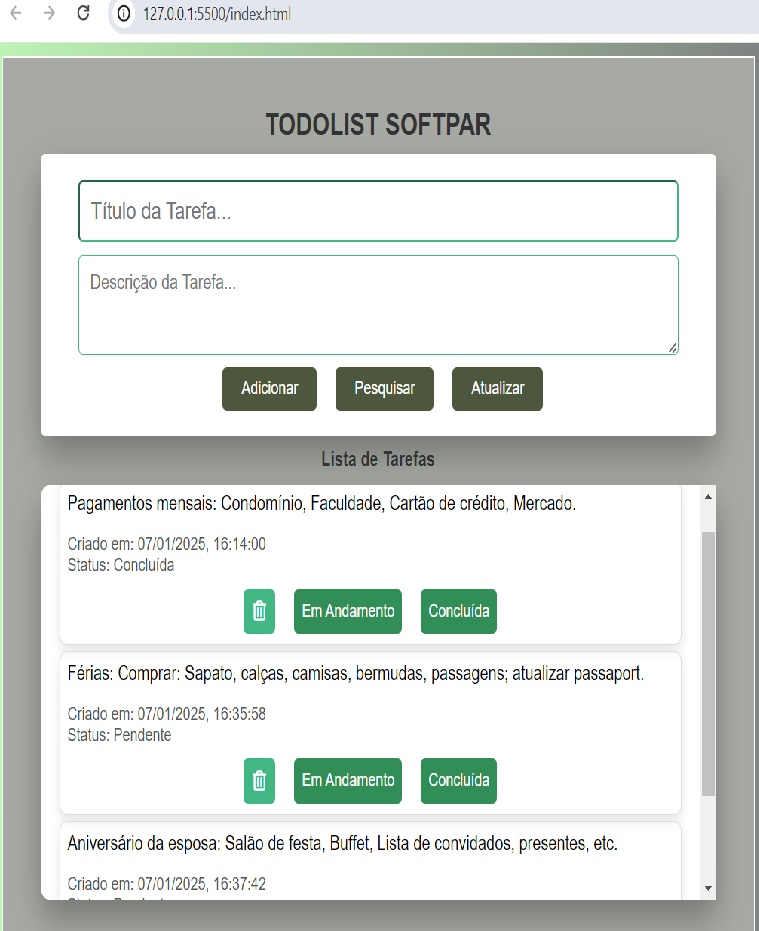 127.0.0.1:5500/index.html
TODOLIST SOFTPAR
Título da Tarefa...
Descrição da Tarefa...
Adicionar Pesquisar Atualizar
Lista de Tarefas
Pagamentos mensais: Condomínio, Faculdade, Cartão de crédito, Mercado.
Criado em: 07/01/2025, 16:14:00
Status: Concluída
Em Andamento Concluída
Férias: Comprar: Sapato, calças, camisas, bermudas, passagens; atualizar passaport.
Criado em: 07/01/2025, 16:35:58
Status: Pendente
Em Andamento Concluída
Aniversário da esposa: Salão de festa, Buffet, Lista de convidados, presentes, etc.
Criado em: 07/01/2025, 16:37:42